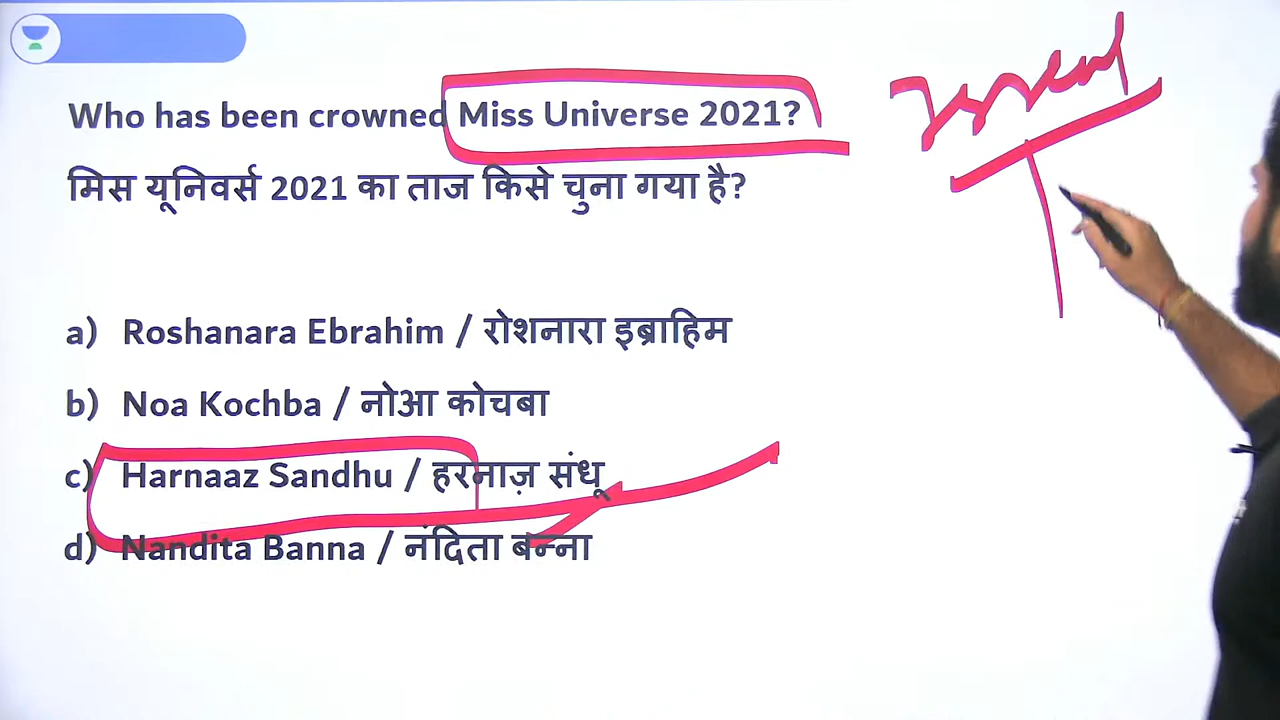 Who has been crowned Miss Universe 2021?
मिस यूनिवर्स 2021 का ताज किसे चुना गया है?
a) Roshanara Ebrahim / रोशनारा इब्राहिम
b) Noa Kochba / नोआ कोचबा
c) Harnaaz Sandhu / हरनाज़ संधू
d) Nandita Banna / नंदिता बन्ना